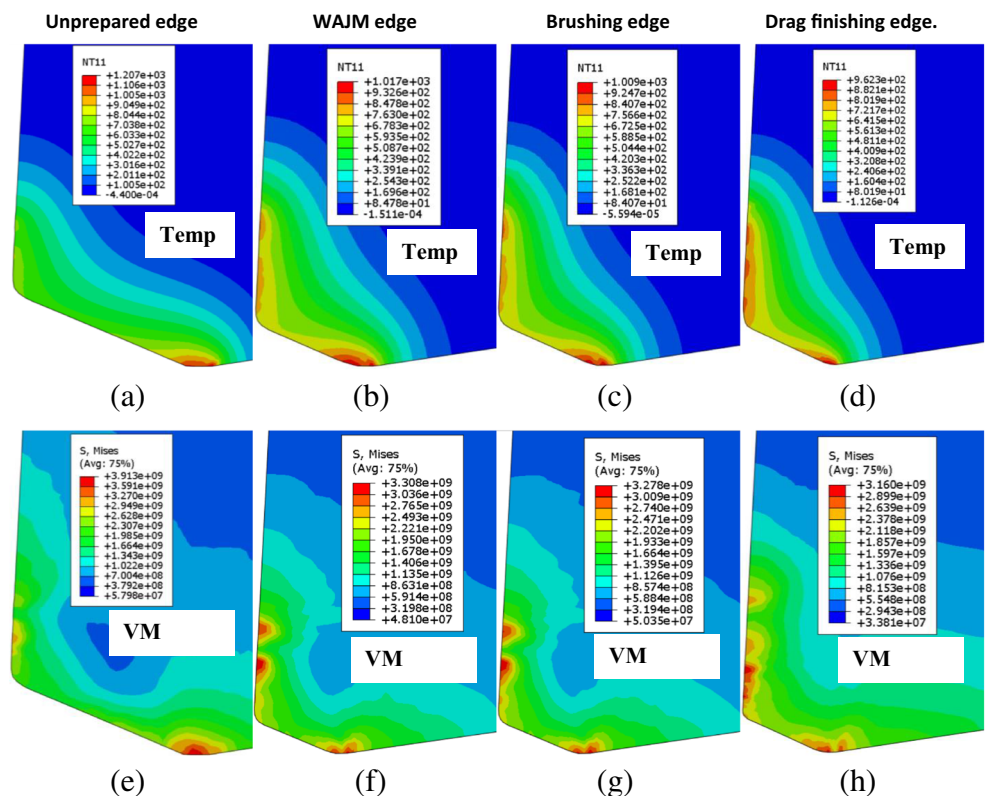 Unprepared edge
WAJM edge
Brushing edge
Drag finishing edge.
NT11
+1.207e+03
+1.106e+03
+1.005e+03
+9.049e+02
+8.044e+02
+7.038e+02
+6.033e+02
+5.027e+02
+4.022e+02
+3.016e+02
+2.011e+02
+1.005e+02
-4.400e-04
Temp
NT11
+1.017e+03
+9.326e+02
+8.478e+02
+7.630e+02
+6.783e+02
+5.935e+02
+5.087e+02
+4.239e+02
+3.391e+02
+2.543e+02
+1.696e+02
+8.478e+01
-1.511e-04
Temp
NT11
+1.009e+03
+9.247e+02
+8.407e+02
+7.566e+02
+6.725e+02
+5.885e+02
+5.044e+02
+4.203e+02
+3.363e+02
+2.522e+02
+1.681e+02
+8.407e+01
-5.594e-05
Temp
NT11
+9.623e+02
+8.821e+02
+8.019e+02
+7.217e+02
+6.415e+02
+5.613e+02
+4.811e+02
+4.009e+02
+3.208e+02
+2.406e+02
+1.604e+02
+8.019e+01
-1.126e-04
Temp
(a)
(b)
(c)
(d)
S, Mises
(Avg: 75%)
+3.913e+09
+3.591e+09
+3.270e+09
+2.949e+09
+2.628e+09
+2.307e+09
+1.985e+09
+1.664e+09
+1.343e+09
+1.022e+09
+7.004e+08
+3.792e+08
+5.798e+07
VM
S, Mises
(Avg: 75%)
+3.308e+09
+3.036e+09
+2.765e+09
+2.493e+09
+2.221e+09
+1.950e+09
+1.678e+09
+1.406e+09
+1.135e+09
+8.631e+08
+5.914e+08
+3.198e+08
+4.810e+07
VM
S, Mises
(Avg: 75%)
+3.278e+09
+3.009e+09
+2.740e+09
+2.471e+09
+2.202e+09
+1.933e+09
+1.664e+09
+1.395e+09
+1.126e+09
+8.574e+08
+5.884e+08
+3.194e+08
+5.035e+07
VM
S, Mises
(Avg: 75%)
+3.160e+09
+2.899e+09
+2.639e+09
+2.378e+09
+2.118e+09
+1.857e+09
+1.597e+09
+1.336e+09
+1.076e+09
+8.153e+08
+5.548e+08
+2.943e+08
+3.381e+07
VM
(e)
(f)
(g)
(h)